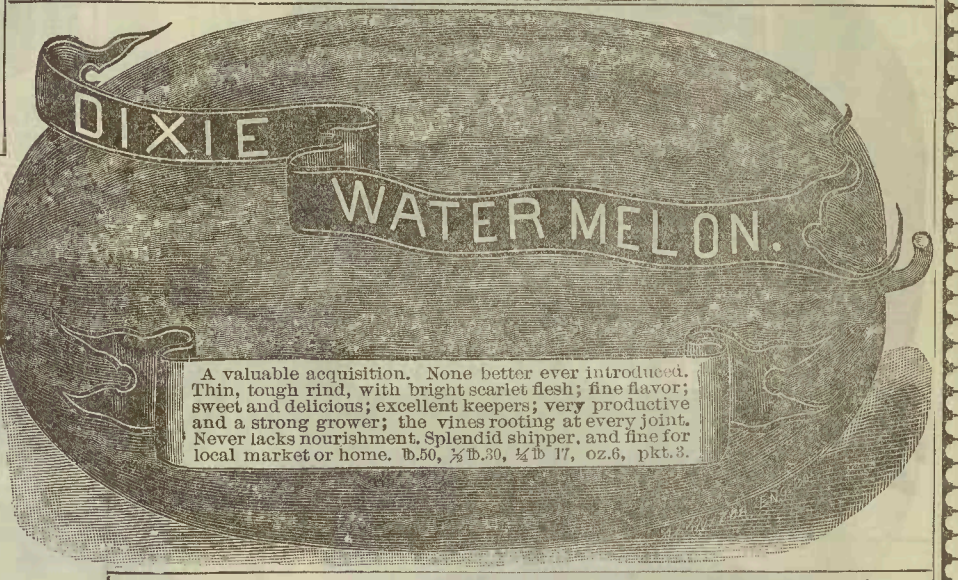 DIXIE
WATER MELON.
A valuable acquisition. None better ever introduced.
Thin, tough rind, with bright scarlet flesh; fine flavor;
sweet and delicious; excellent keepers; very productive
and a strong grower; the vines rooting at every joint.
Never lacks nourishment. Splendid shipper, and fine for
local market or home. ℔.50, ½℔.30, ¼℔ 17, oz.6, pkt.3.